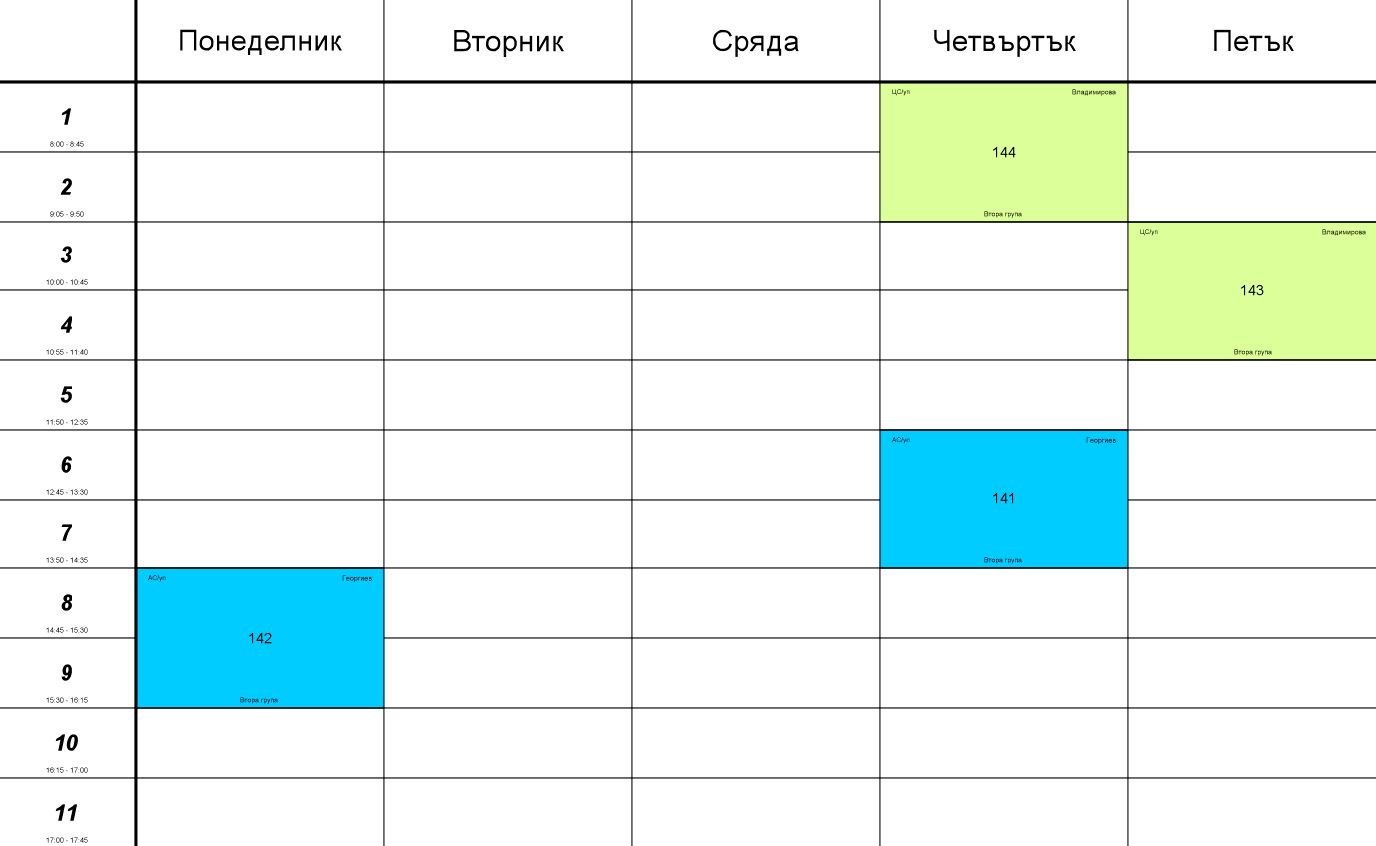 Понеделник Вторник Сряда Четвъртък Петък
1
8:00 - 8:45
ЦС/уп Владимирова
144
2
9:05 - 9:50
Втора група
3
10:00 - 10:45
ЦС/уп Владимирова
143
4
10:55 - 11:40
Втора група
5
11:50 - 12:35
6
12:45 - 13:30
АС/уп Георгиев
141
7
13:50 - 14:35
Втора група
8
14:45 - 15:30
АС/уп Георгиев
142
9
15:30 - 16:15
Втора група
10
16:15 - 17:00
11
17:00 - 17:45